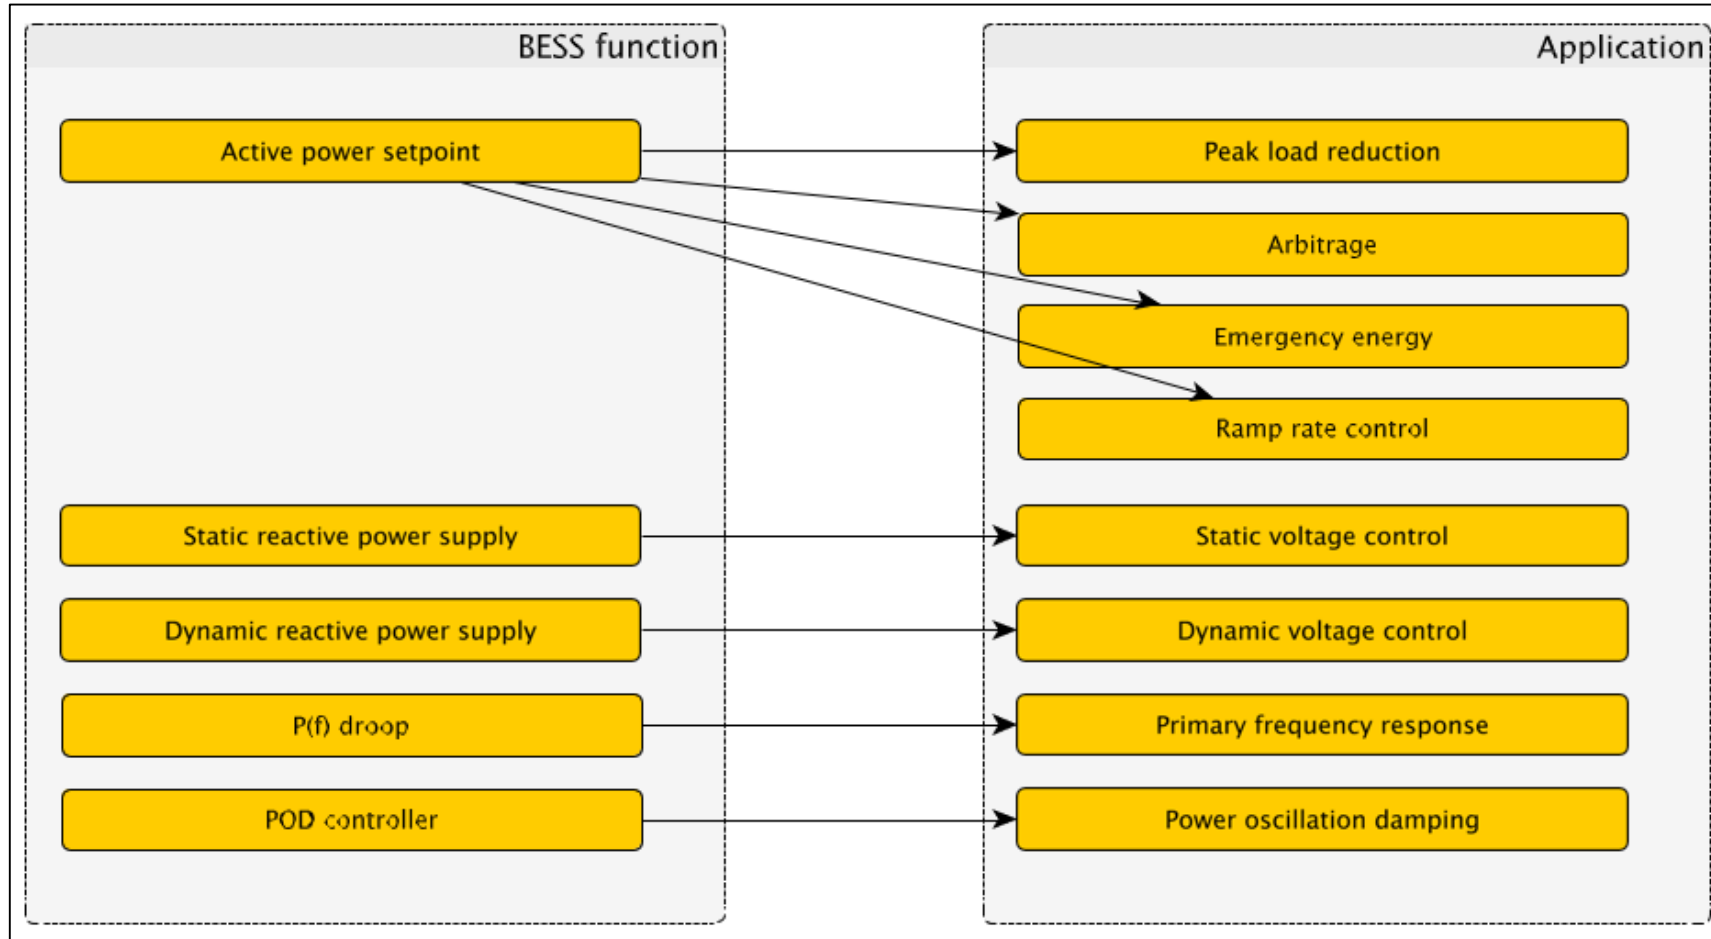 BESS function
Active power setpoint
Static reactive power supply
Dynamic reactive power supply
P(f) droop
POD controller
Application
Peak load reduction
Arbitrage
Emergency energy
Ramp rate control
Static voltage control
Dynamic voltage control
Primary frequency response
Power oscillation damping